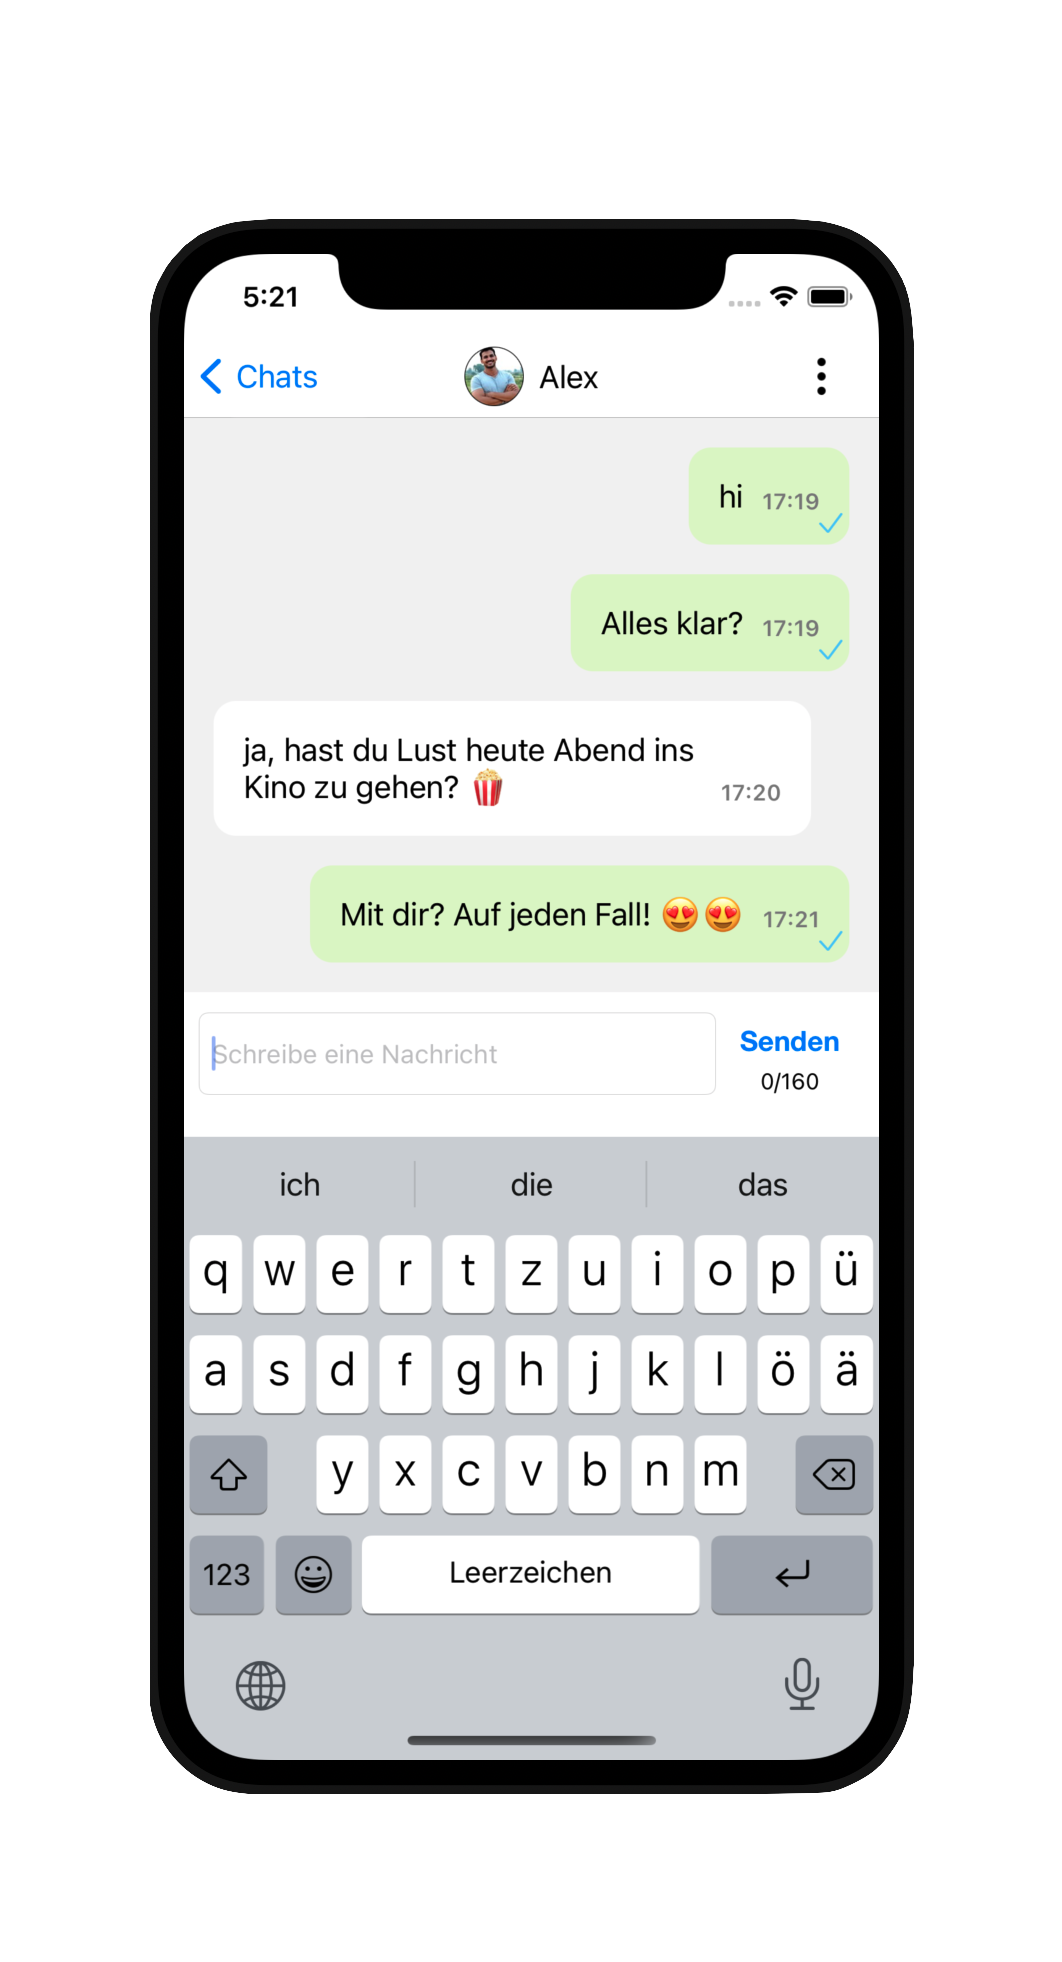 5:21
Chats
Alex
hi 17:19
Alles klar? 17:19
ja, hast du Lust heute Abend ins
Kino zu gehen? 🍿 17:20
Mit dir? Auf jeden Fall! 😍😍 17:21
Schreibe eine Nachricht
Senden
0/160
ich die das
q w e r t z u i o p ü
a s d f g h j k l ö ä
y x c v b n m
123 Leerzeichen